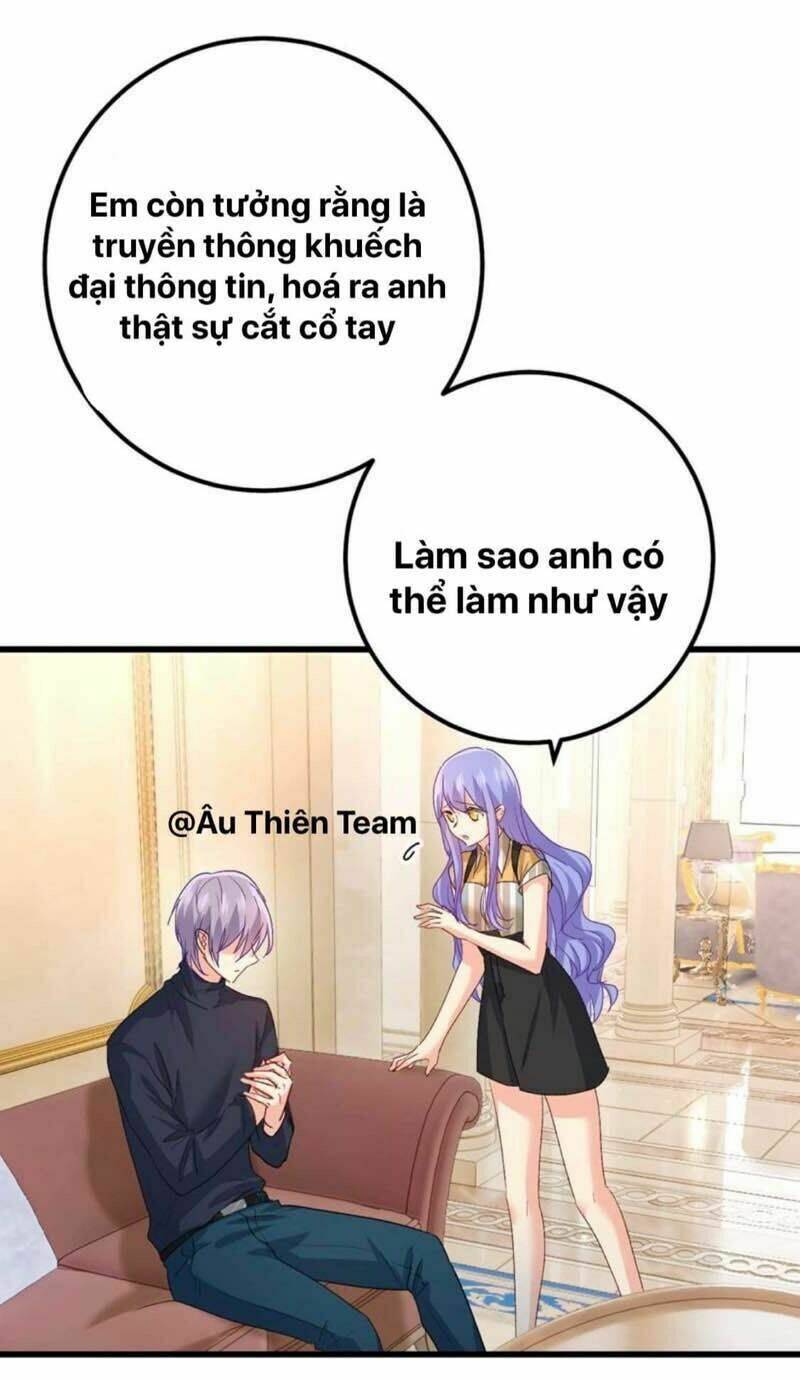 Em còn tưởng rằng là
truyền thông khuếch
đại thông tin, hoá ra anh
thật sự cắt cổ tay
Làm sao anh có
thể làm như vậy
@Âu Thiên Team